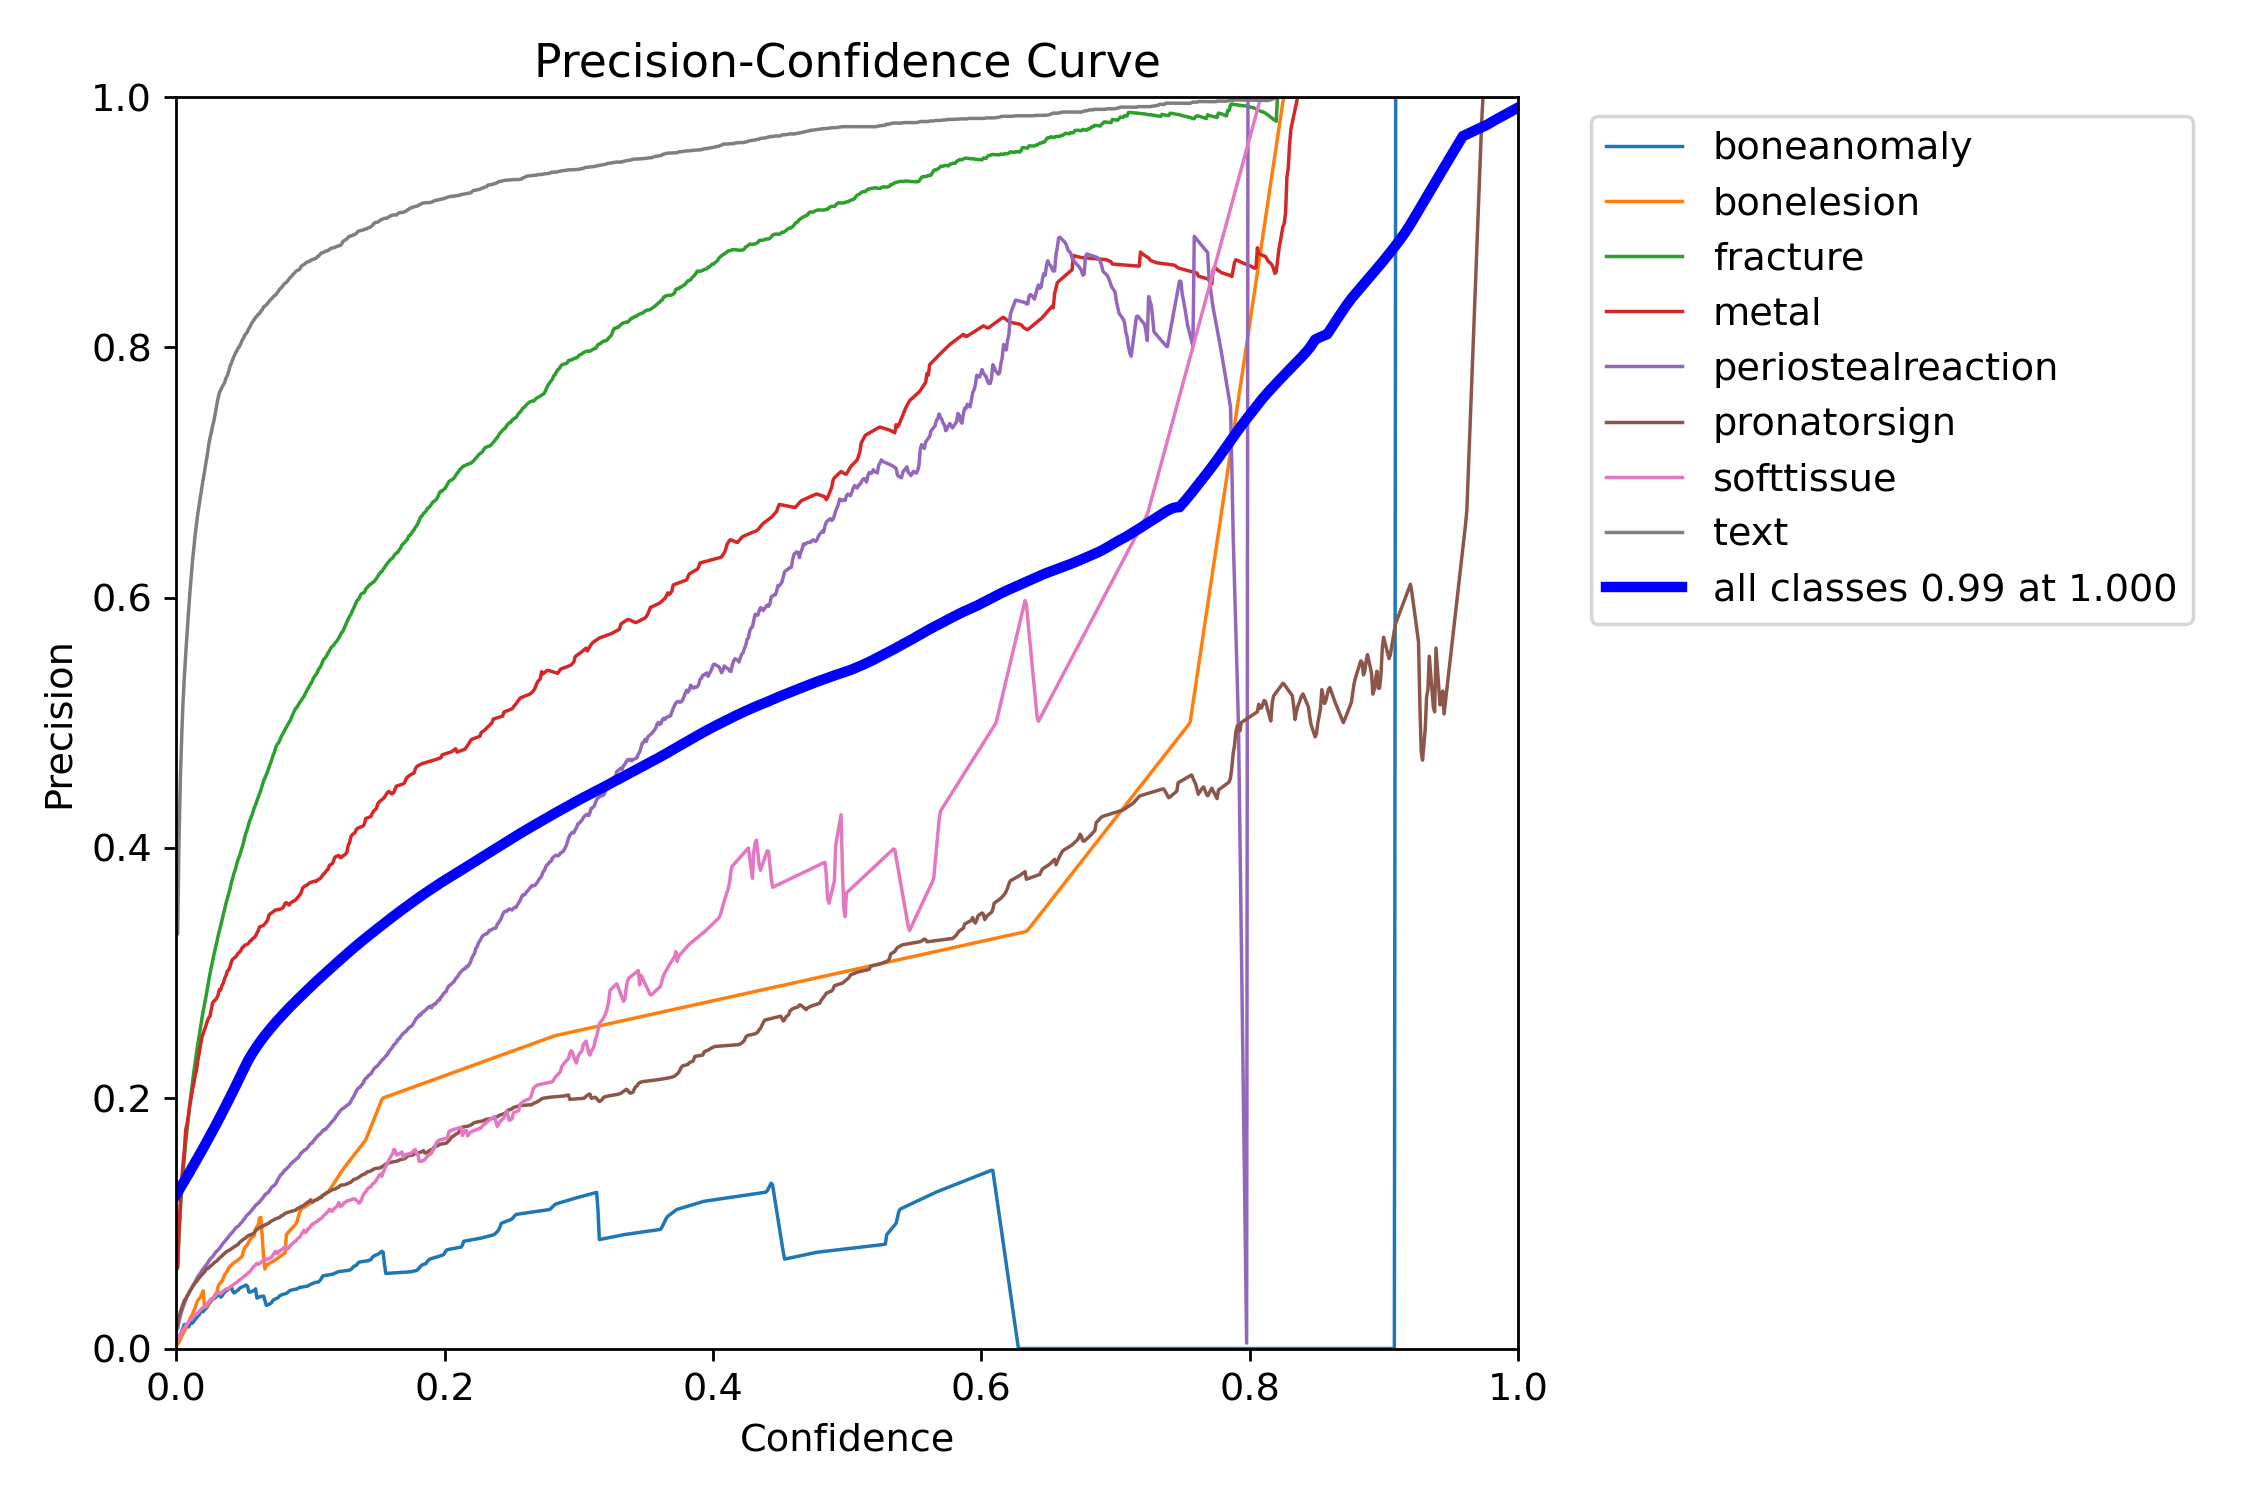 Precision-Confidence Curve
1.0
0.8
0.6
0.4
0.2
0.0
Precision
0.0 0.2 0.4 0.6 0.8 1.0
Confidence
boneanomaly
bonelesion
fracture
metal
periostealreaction
pronatorsign
softtissue
text
all classes 0.99 at 1.000